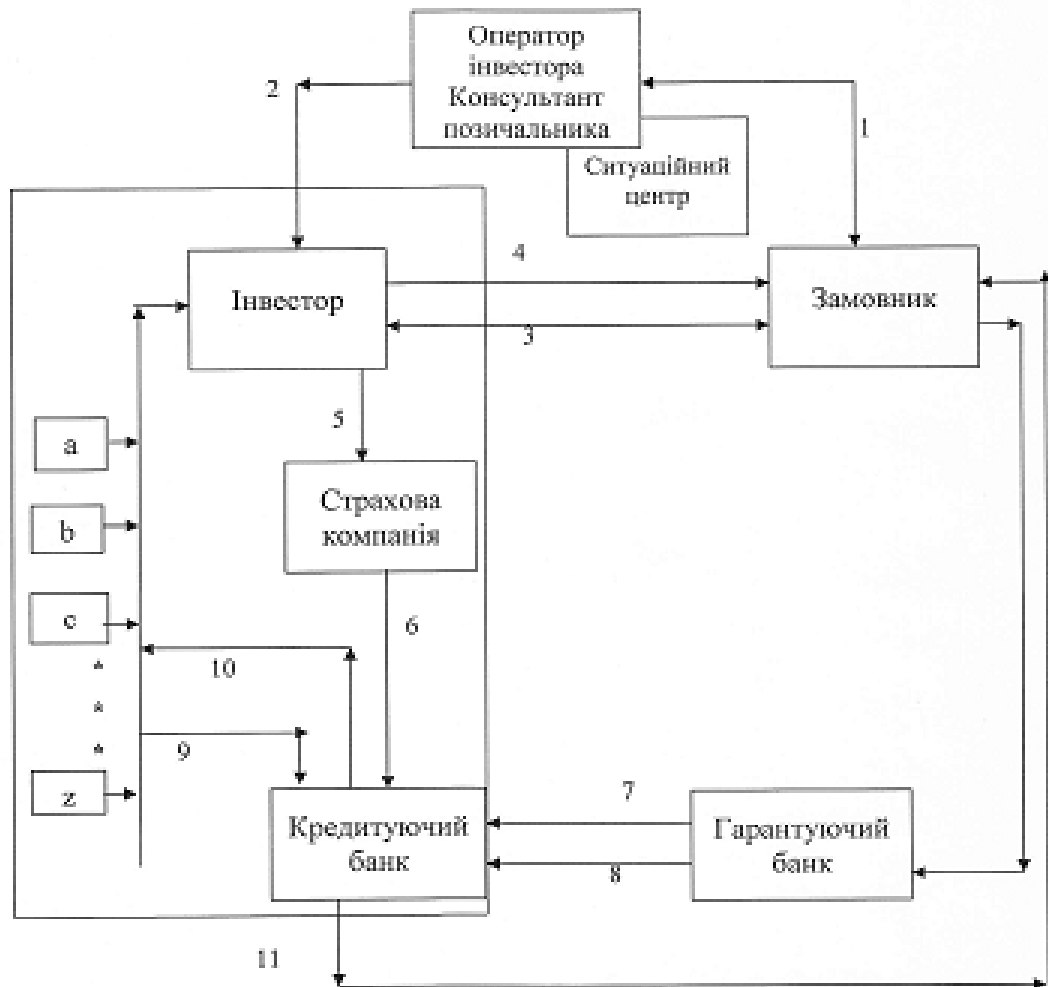 Оператор
інвестора
Консультант
позичальника
2
1
Ситуаційний
центр
4
Інвестор
Замовник
3
5
a
Страхова
компанія
b
c
6
10
9
z
7
Кредитуючий
банк
Гарантуючий
банк
8
11